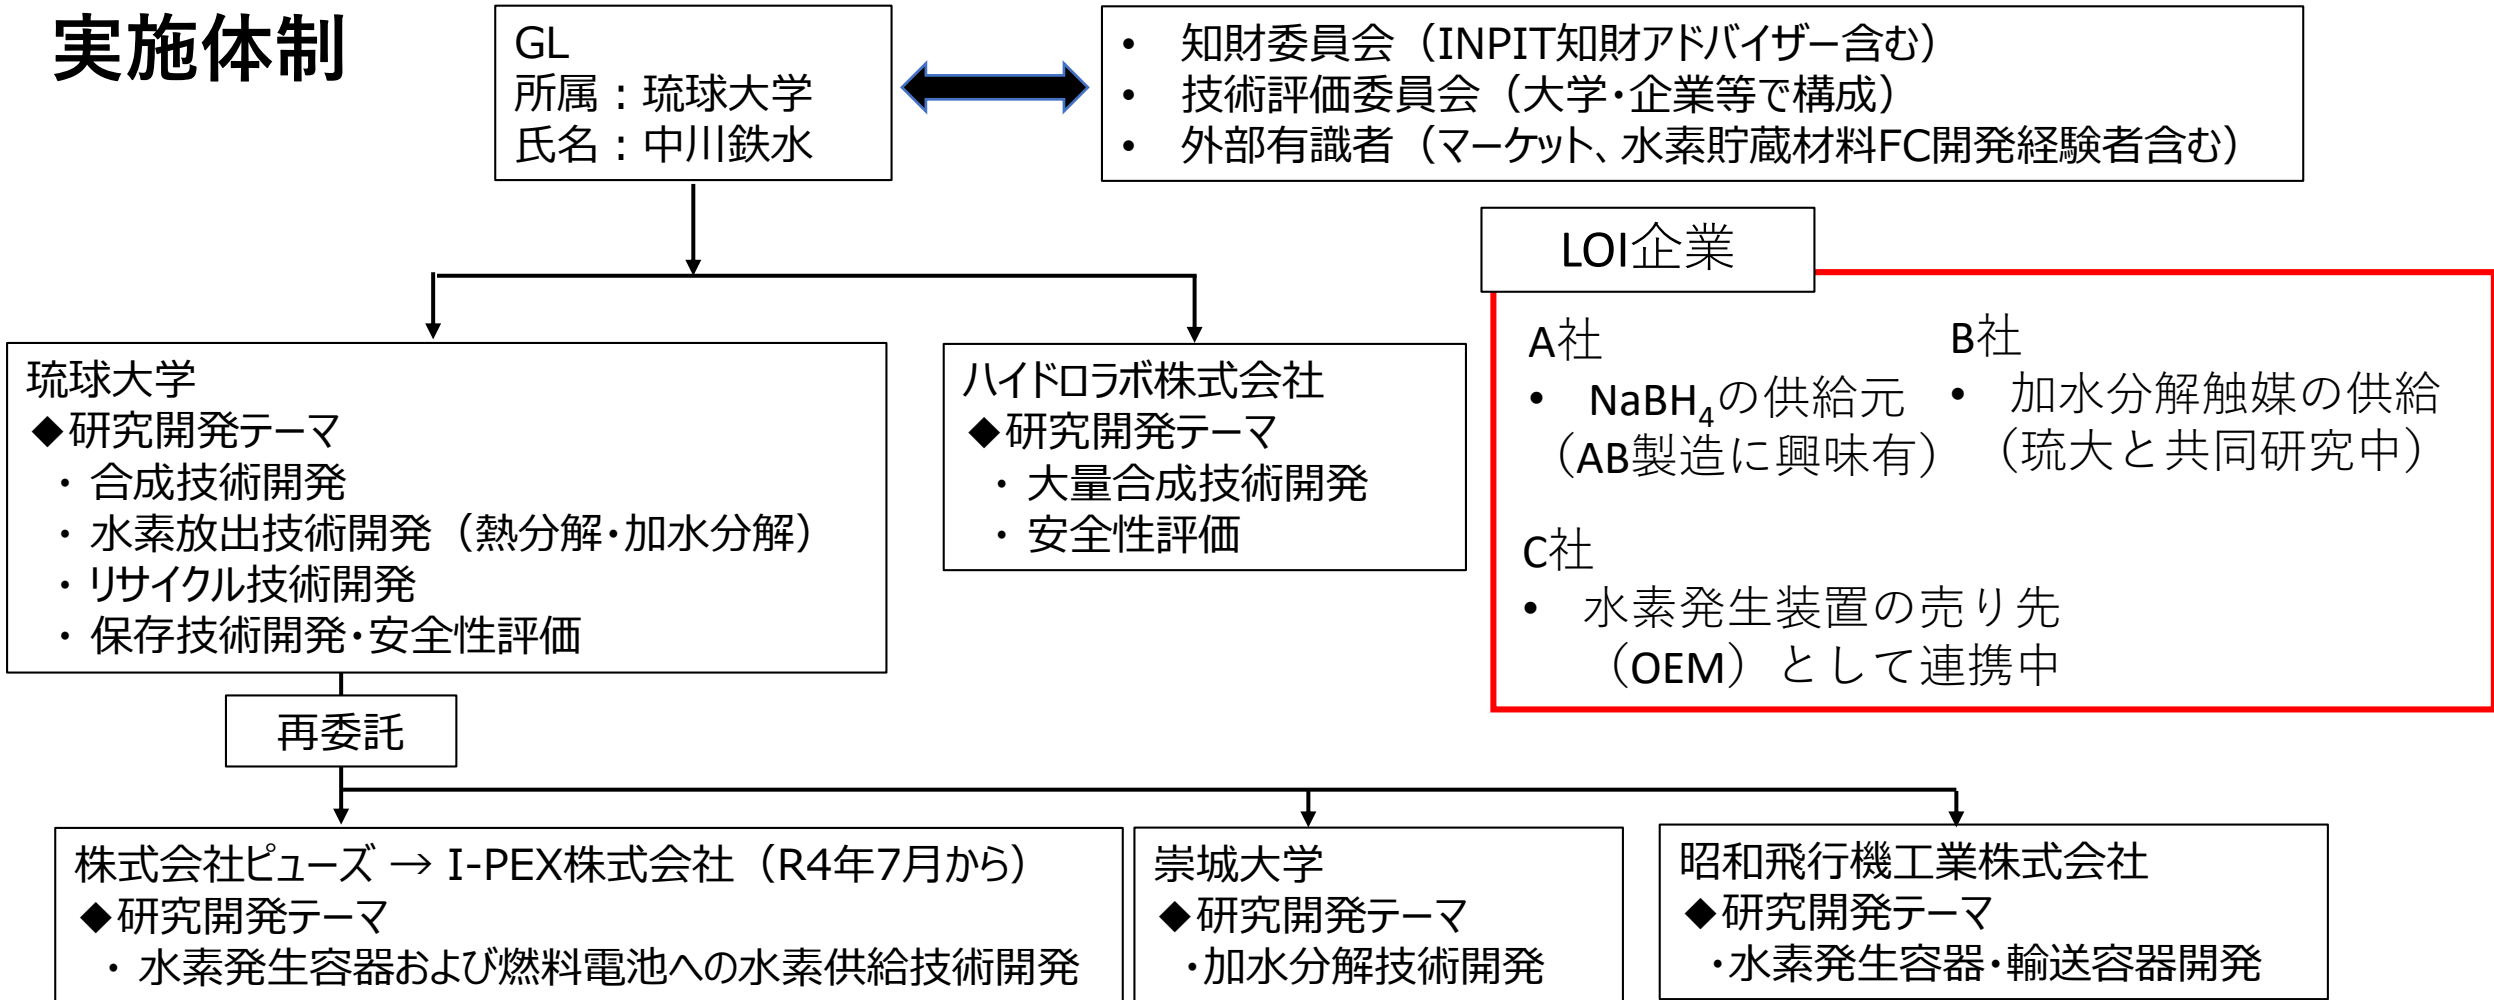 実施体制
GL
所属：琉球大学
氏名：中川鉄水
• 知財委員会（INPIT知財アドバイザー含む）
• 技術評価委員会（大学・企業等で構成）
• 外部有識者（マーケット、水素貯蔵材料FC開発経験者含む）
琉球大学
◆研究開発テーマ
・合成技術開発
・水素放出技術開発（熱分解・加水分解）
・リサイクル技術開発
・保存技術開発・安全性評価
ハイドロラボ株式会社
◆研究開発テーマ
・大量合成技術開発
・安全性評価
LOI企業
A社
• NaBH₄の供給元
（AB製造に興味有）
B社
• 加水分解触媒の供給
（琉大と共同研究中）
C社
• 水素発生装置の売り先
（OEM）として連携中
再委託
株式会社ピューズ → I-PEX株式会社（R4年7月から）
◆研究開発テーマ
・水素発生容器および燃料電池への水素供給技術開発
崇城大学
◆研究開発テーマ
・加水分解技術開発
昭和飛行機工業株式会社
◆研究開発テーマ
・水素発生容器・輸送容器開発